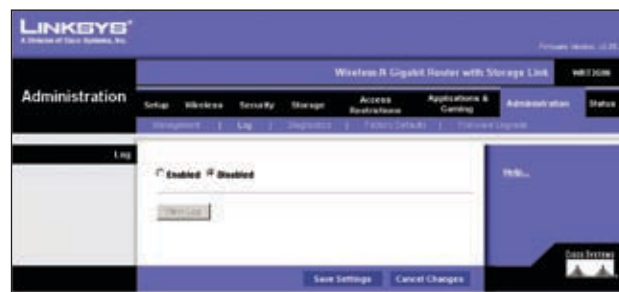 LINKSYS®
A Division of Cisco Systems, Inc.
Wireless-N Gigabit Router with Storage Link
WRT350N
Administration
Setup
Wireless
Security
Storage
Access Restrictions
Applications & Gaming
Administration
Status
Management | Log | Diagnostics | Factory Defaults | Firmware Upgrade
Log
Enabled
Disabled
View Log
Help...
Save Settings
Cancel Changes
Cisco Systems